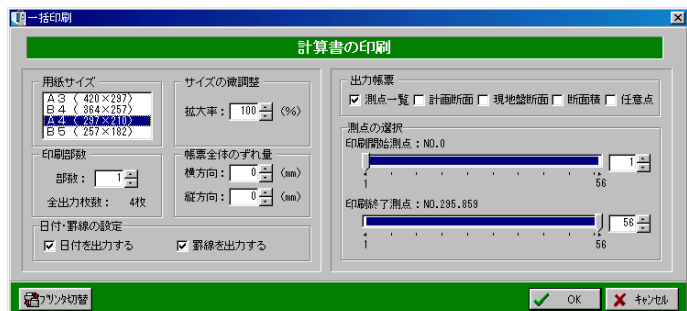 一括印刷
計算書の印刷
用紙サイズ
A3 ( 420×297)
B4 ( 364×257)
A4 ( 297×210)
B5 ( 257×182)
サイズの微調整
拡大率： 100 (%)
印刷部数
部数： 1
全出力枚数： 4枚
帳票全体のずれ量
横方向： 0 (mm)
縦方向： 0 (mm)
日付・罫線の設定
日付を出力する 罫線を出力する
出力帳票
測点一覧 計画断面 現地盤断面 断面積 任意点
測点の選択
印刷開始測点：NO.0
1
1 56
印刷終了測点：NO.295.859
56
1 56
プリンタ切替
OK キャンセル